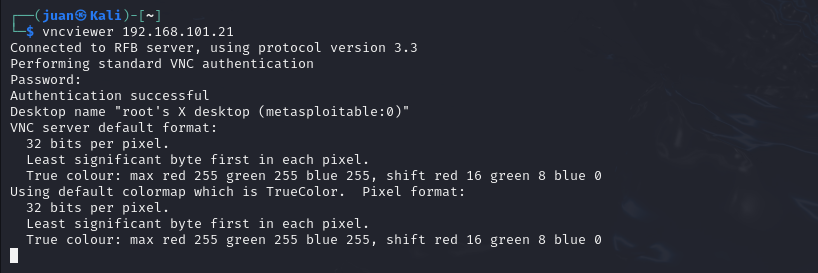 ┌──(juan㉿Kali)-[~]
└─$ vncviewer 192.168.101.21
Connected to RFB server, using protocol version 3.3
Performing standard VNC authentication
Password:
Authentication successful
Desktop name "root's X desktop (metasploitable:0)"
VNC server default format:
  32 bits per pixel.
  Least significant byte first in each pixel.
  True colour: max red 255 green 255 blue 255, shift red 16 green 8 blue 0
Using default colormap which is TrueColor.  Pixel format:
  32 bits per pixel.
  Least significant byte first in each pixel.
  True colour: max red 255 green 255 blue 255, shift red 16 green 8 blue 0